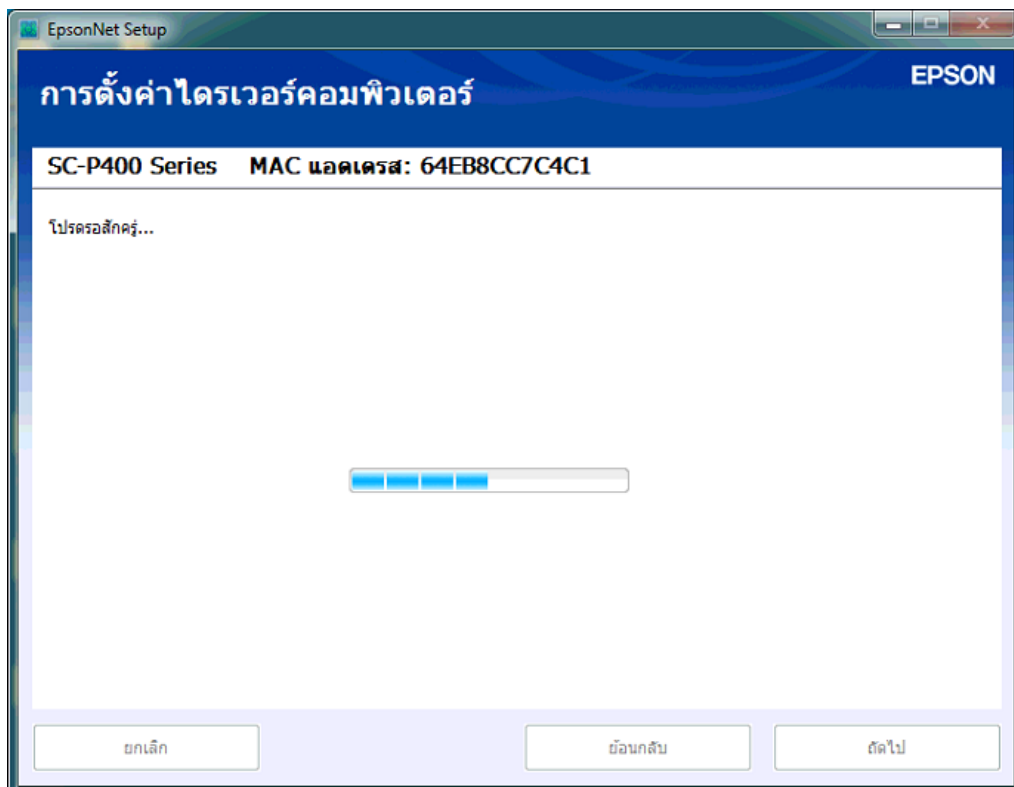 EpsonNet Setup
EPSON
การตั้งค่าไดรเวอร์คอมพิวเตอร์
SC-P400 Series MAC แอดเดรส: 64EB8CC7C4C1
โปรดรอสักครู่...
ยกเลิก
ย้อนกลับ
ถัดไป